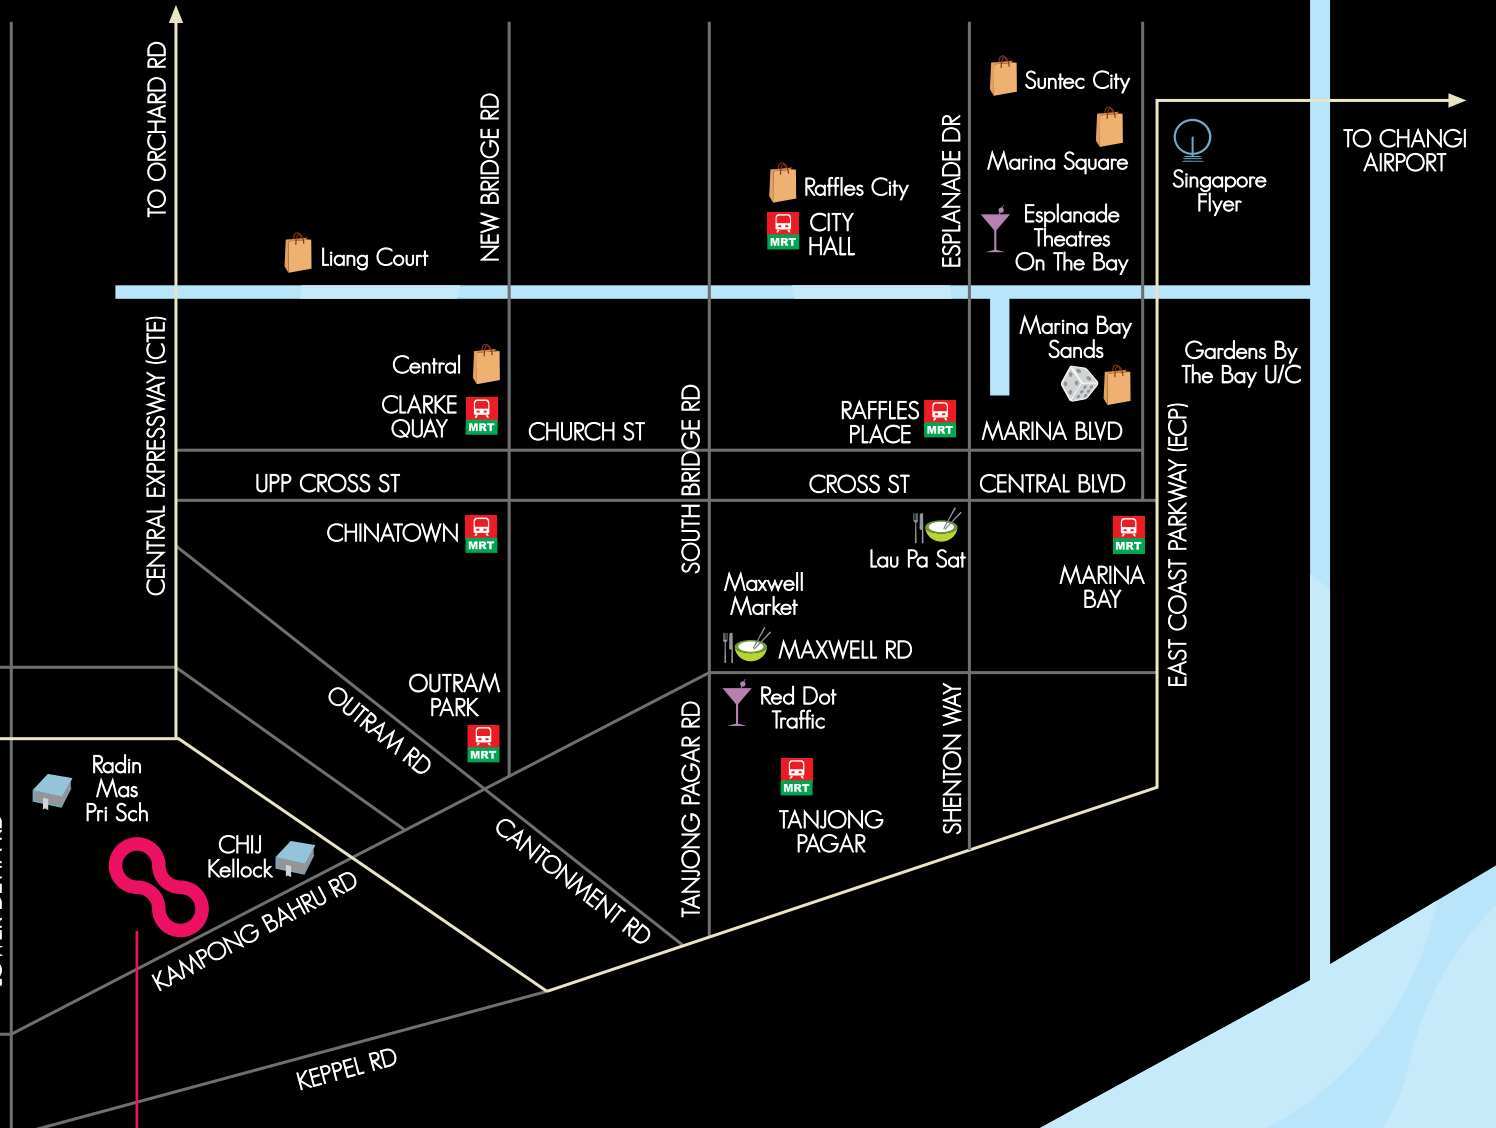 TO ORCHARD RD
NEW BRIDGE RD
ESPLANADE DR
Suntec City
Marina Square
TO CHANGI
AIRPORT
Singapore
Flyer
Raffles City
MRT
CITY
HALL
Esplanade
Theatres
On The Bay
Liang Court
CENTRAL EXPRESSWAY (CTE)
Central
CLARKE
QUAY
MRT
CHURCH ST
SOUTH BRIDGE RD
RAFFLES
PLACE
MRT
Marina Bay
Sands
MARINA BLVD
Gardens By
The Bay U/C
EAST COAST PARKWAY (ECP)
UPP CROSS ST
CROSS ST
CENTRAL BLVD
CHINATOWN
MRT
Lau Pa Sat
MRT
MARINA
BAY
Maxwell
Market
MAXWELL RD
OUTRAM
PARK
MRT
OUTRAM RD
TANJONG PAGAR RD
Red Dot
Traffic
SHENTON WAY
MRT
TANJONG
PAGAR
Radin
Mas
Pri Sch
CHIJ
Kellock
CANTONMENT RD
KAMPONG BAHRU RD
KEPPEL RD